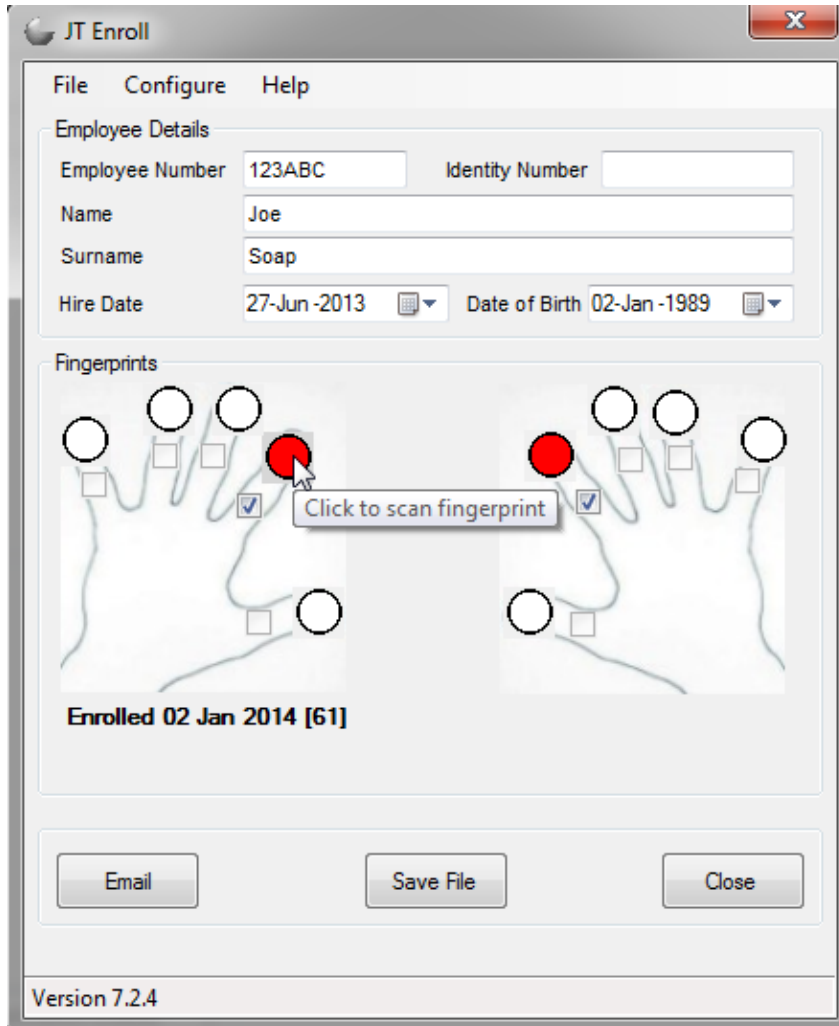 JT Enroll
File Configure Help
Employee Details
Employee Number 123ABC Identity Number
Name Joe
Surname Soap
Hire Date 27-Jun -2013 Date of Birth 02-Jan -1989
Fingerprints
Click to scan fingerprint
Enrolled 02 Jan 2014 [61]
Email Save File Close
Version 7.2.4